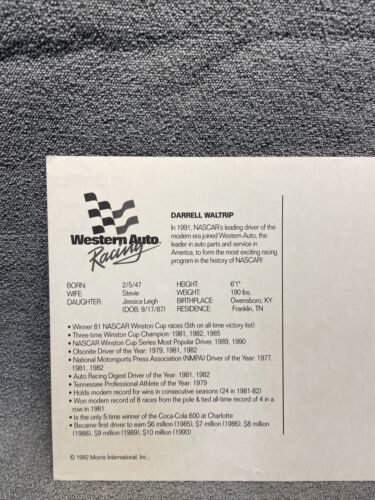 DARRELL WALTRIP
In 1991, NASCAR's leading driver of the
modern era joined Western Auto, the
leader in auto parts and service in
America, to form the most exciting racing
program in the history of NASCAR!
Western Auto
Racing
BORN: 2/5/47 HEIGHT: 6'1"
WIFE: Stevie WEIGHT: 190 lbs.
DAUGHTER: Jessica Leigh BIRTHPLACE: Owensboro, KY
(DOB: 9/17/87) RESIDENCE: Franklin, TN
• Winner 81 NASCAR Winston Cup races (5th on all-time victory list)
• Three-time Winston Cup Champion: 1981, 1982, 1985
• NASCAR Winston Cup Series Most Popular Driver, 1989, 1990
• Olsonite Driver of the Year: 1979, 1981, 1982
• National Motorsports Press Association (NMPA) Driver of the Year: 1977,
1981, 1982
• Auto Racing Digest Driver of the Year: 1981, 1982
• Tennessee Professional Athlete of the Year: 1979
• Holds modern record for wins in consecutive seasons (24 in 1981-82)
• Won modern record of 8 races from the pole & tied all-time record of 4 in a
row in 1981
• Is the only 5-time winner of the Coca-Cola 600 at Charlotte
• Became first driver to earn $6 million (1985), $7 million (1986), $8 million
(1988), $9 million (1989), $10 million (1990)
© 1992 Morris International, Inc.